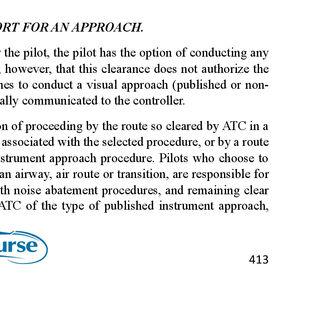 ORT FOR AN APPROACH.
the pilot, the pilot has the option of conducting any
however, that this clearance does not authorize the
es to conduct a visual approach (published or non-
ally communicated to the controller.
n of proceeding by the route so cleared by ATC in a
associated with the selected procedure, or by a route
strument approach procedure. Pilots who choose to
an airway, air route or transition, are responsible for
th noise abatement procedures, and remaining clear
ATC of the type of published instrument approach,
urse
413